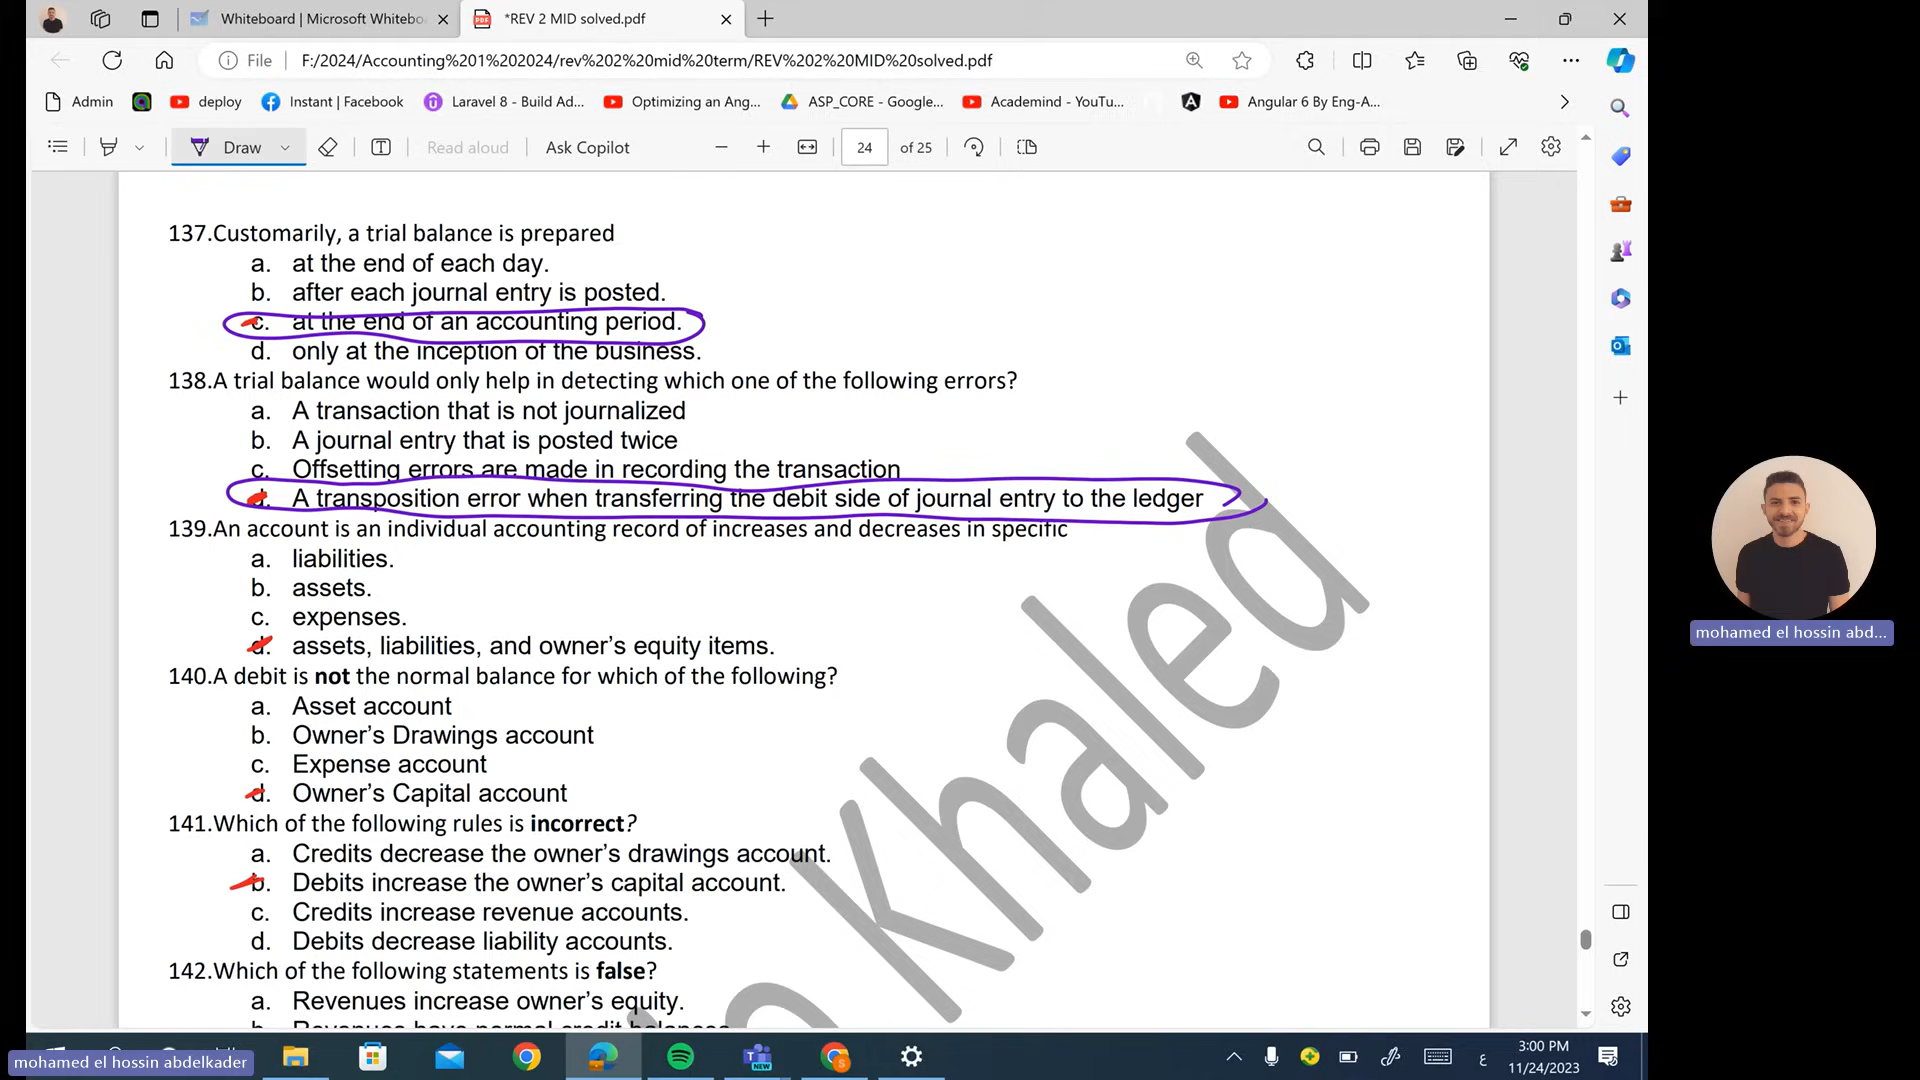 Whiteboard | Microsoft Whitebo
*REV 2 MID solved.pdf
File
F:/2024/Accounting%201%202024/rev%202%20mid%20term/REV%202%20MID%20solved.pdf
Admin
deploy
Instant | Facebook
Laravel 8 - Build Ad...
Optimizing an Ang...
ASP_CORE - Google...
Academind - YouTu...
Angular 6 By Eng-A...
Draw
Read aloud
Ask Copilot
24 of 25
137.Customarily, a trial balance is prepared
a. at the end of each day.
b. after each journal entry is posted.
c. at the end of an accounting period.
d. only at the inception of the business.
138.A trial balance would only help in detecting which one of the following errors?
a. A transaction that is not journalized
b. A journal entry that is posted twice
c. Offsetting errors are made in recording the transaction
d. A transposition error when transferring the debit side of journal entry to the ledger
139.An account is an individual accounting record of increases and decreases in specific
a. liabilities.
b. assets.
c. expenses.
d. assets, liabilities, and owner’s equity items.
140.A debit is not the normal balance for which of the following?
a. Asset account
b. Owner’s Drawings account
c. Expense account
d. Owner’s Capital account
141.Which of the following rules is incorrect?
a. Credits decrease the owner’s drawings account.
b. Debits increase the owner’s capital account.
c. Credits increase revenue accounts.
d. Debits decrease liability accounts.
142.Which of the following statements is false?
a. Revenues increase owner’s equity.
b. Revenues have normal credit balances.
Khaled
mohamed el hossin abd...
mohamed el hossin abdelkader
NEW
ع
3:00 PM
11/24/2023